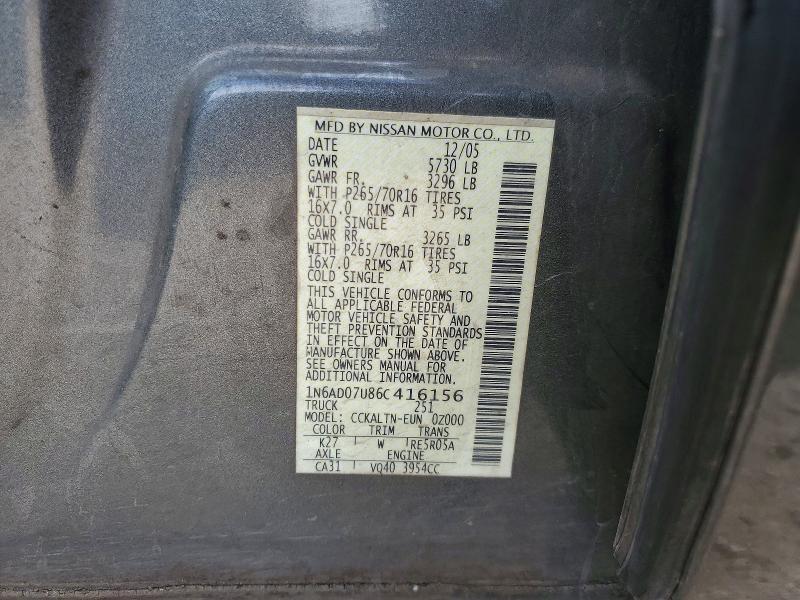 MFD BY NISSAN MOTOR CO., LTD.
DATE 12/05
GVWR 5730 LB
GAWR FR. 3296 LB
WITH P265/70R16 TIRES
16X7.0 RIMS AT 35 PSI
COLD SINGLE
GAWR RR. 3265 LB
WITH P265/70R16 TIRES
16X7.0 RIMS AT 35 PSI
COLD SINGLE
THIS VEHICLE CONFORMS TO
ALL APPLICABLE FEDERAL
MOTOR VEHICLE SAFETY AND
THEFT PREVENTION STANDARDS
IN EFFECT ON THE DATE OF
MANUFACTURE SHOWN ABOVE.
SEE OWNERS MANUAL FOR
ADDITIONAL INFORMATION.
1N6AD07U86C416156
TRUCK 251
MODEL: CCKALTN-EUN 0Z000
COLOR TRIM TRANS
K27 W RE5R05A
AXLE ENGINE
CA31 VQ40 3954CC